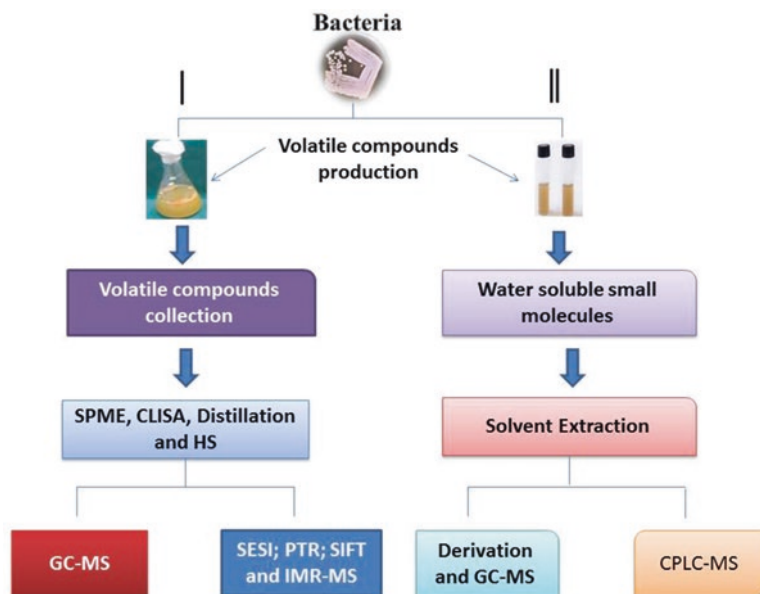 Bacteria
I
II
Volatile compounds
production
Volatile compounds
collection
Water soluble small
molecules
SPME, CLISA, Distillation
and HS
Solvent Extraction
GC-MS
SESI; PTR; SIFT
and IMR-MS
Derivation
and GC-MS
CPLC-MS